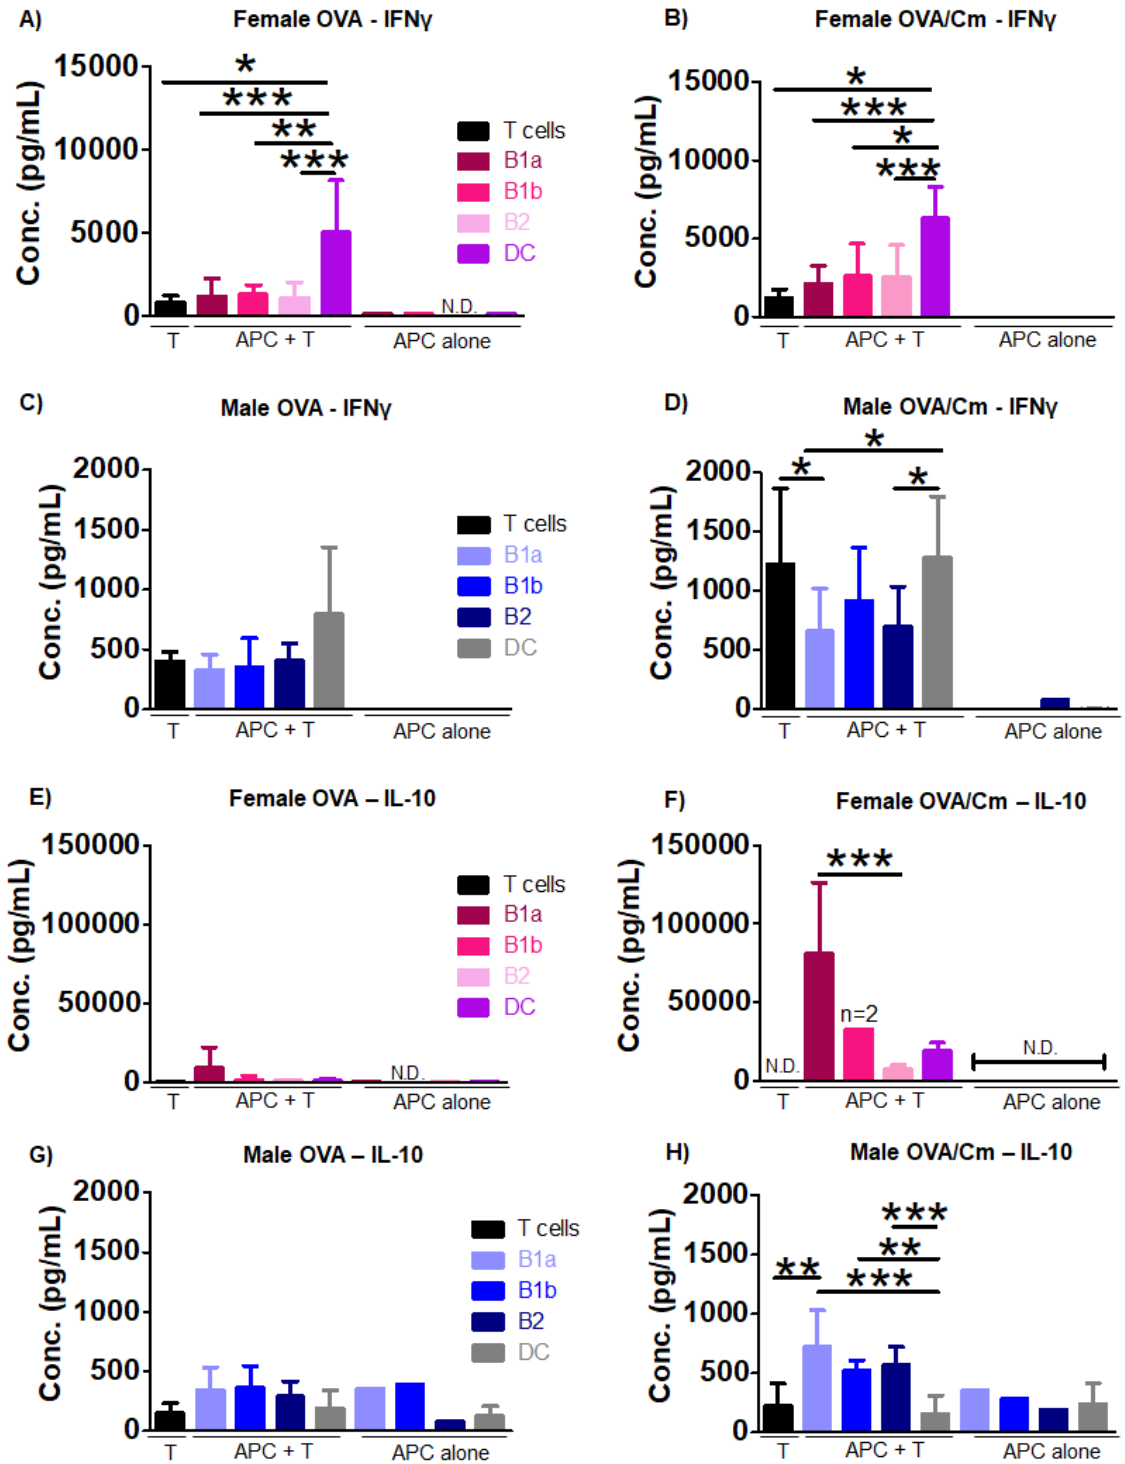 A)
Female OVA - IFNγ
Conc. (pg/mL)
15000
10000
5000
0
*
***
**
***
T cells
B1a
B1b
B2
DC
N.D.
T
APC + T
APC alone
B)
Female OVA/Cm - IFNγ
Conc. (pg/mL)
15000
10000
5000
0
*
***
*
***
T
APC + T
APC alone
C)
Male OVA - IFNγ
Conc. (pg/mL)
2000
1500
1000
500
0
T cells
B1a
B1b
B2
DC
T
APC + T
APC alone
D)
Male OVA/Cm - IFNγ
Conc. (pg/mL)
2000
1500
1000
500
0
*
*
*
T
APC + T
APC alone
E)
Female OVA – IL-10
Conc. (pg/mL)
150000
100000
50000
0
T cells
B1a
B1b
B2
DC
N.D.
T
APC + T
APC alone
F)
Female OVA/Cm – IL-10
Conc. (pg/mL)
150000
100000
50000
0
***
n=2
N.D.
N.D.
T
APC + T
APC alone
G)
Male OVA – IL-10
Conc. (pg/mL)
2000
1500
1000
500
0
T cells
B1a
B1b
B2
DC
T
APC + T
APC alone
H)
Male OVA/Cm – IL-10
Conc. (pg/mL)
2000
1500
1000
500
0
***
**
**
***
T
APC + T
APC alone